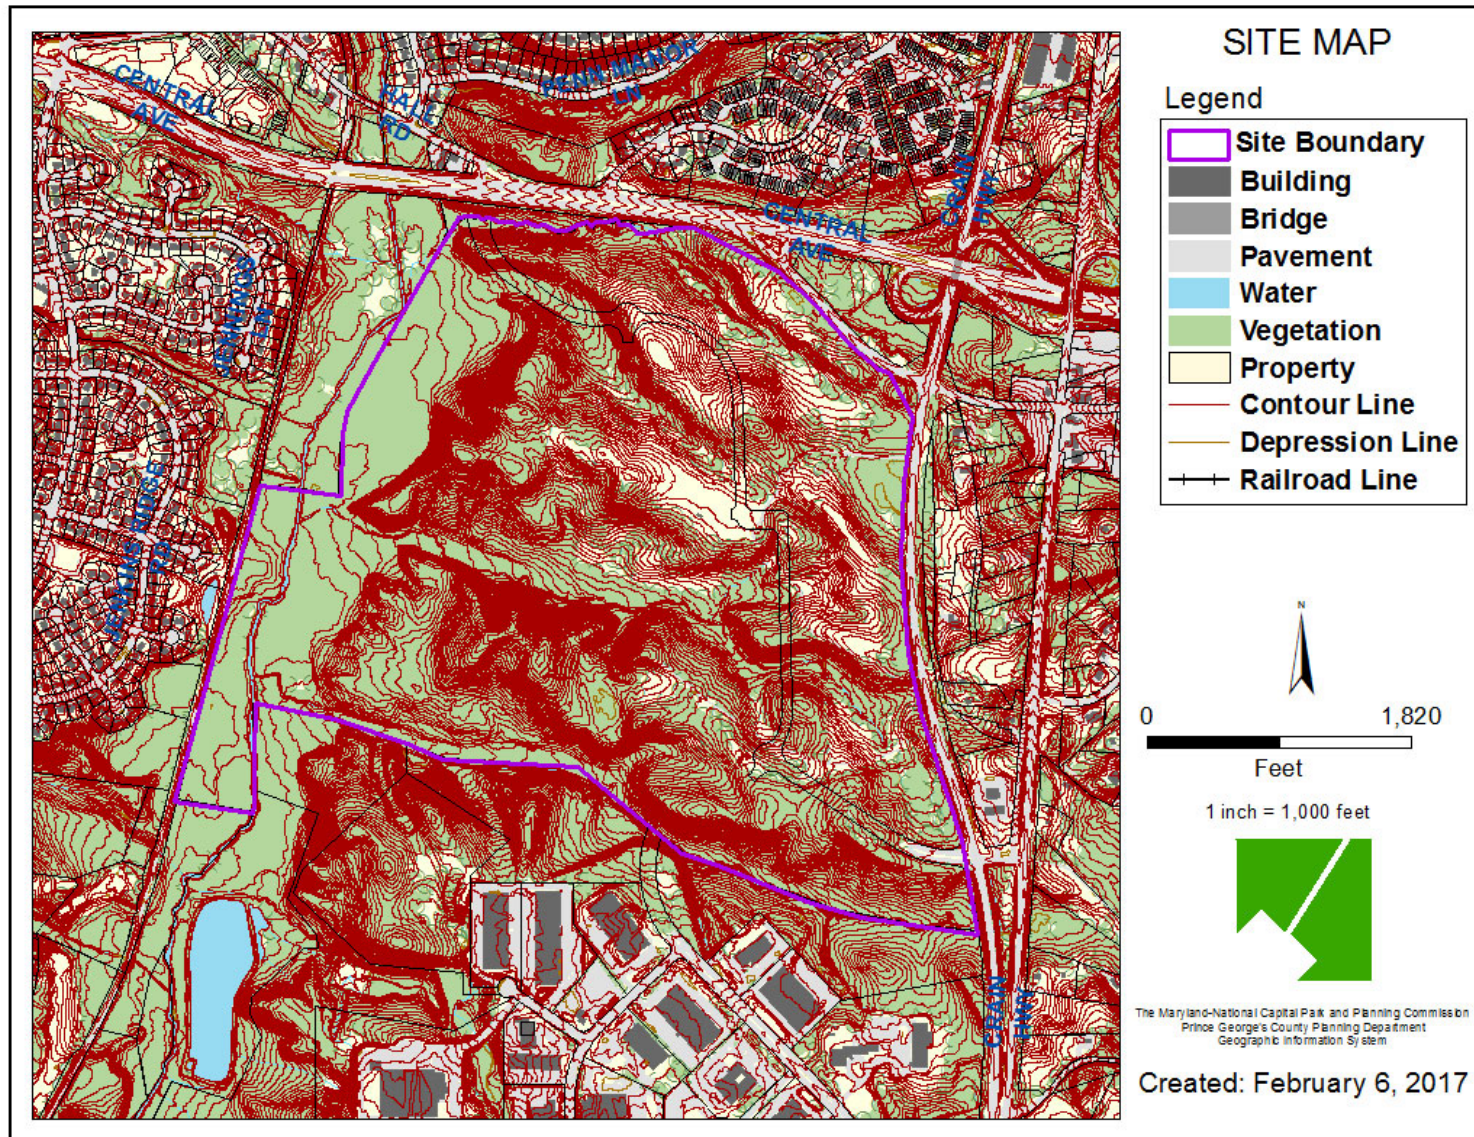 SITE MAP
Legend
Site Boundary
Building
Bridge
Pavement
Water
Vegetation
Property
Contour Line
Depression Line
Railroad Line
N
0 1,820
Feet
1 inch = 1,000 feet
The Maryland-National Capital Park and Planning Commission
Prince George's County Planning Department
Geographic Information System
Created: February 6, 2017
CENTRAL
AVE
HALL
RD
PENN MANOR
LN
CRAIN
HWY
CENTRAL
AVE
JENNINGS
LN
JENKINS RIDGE
RD
CRAIN
HWY